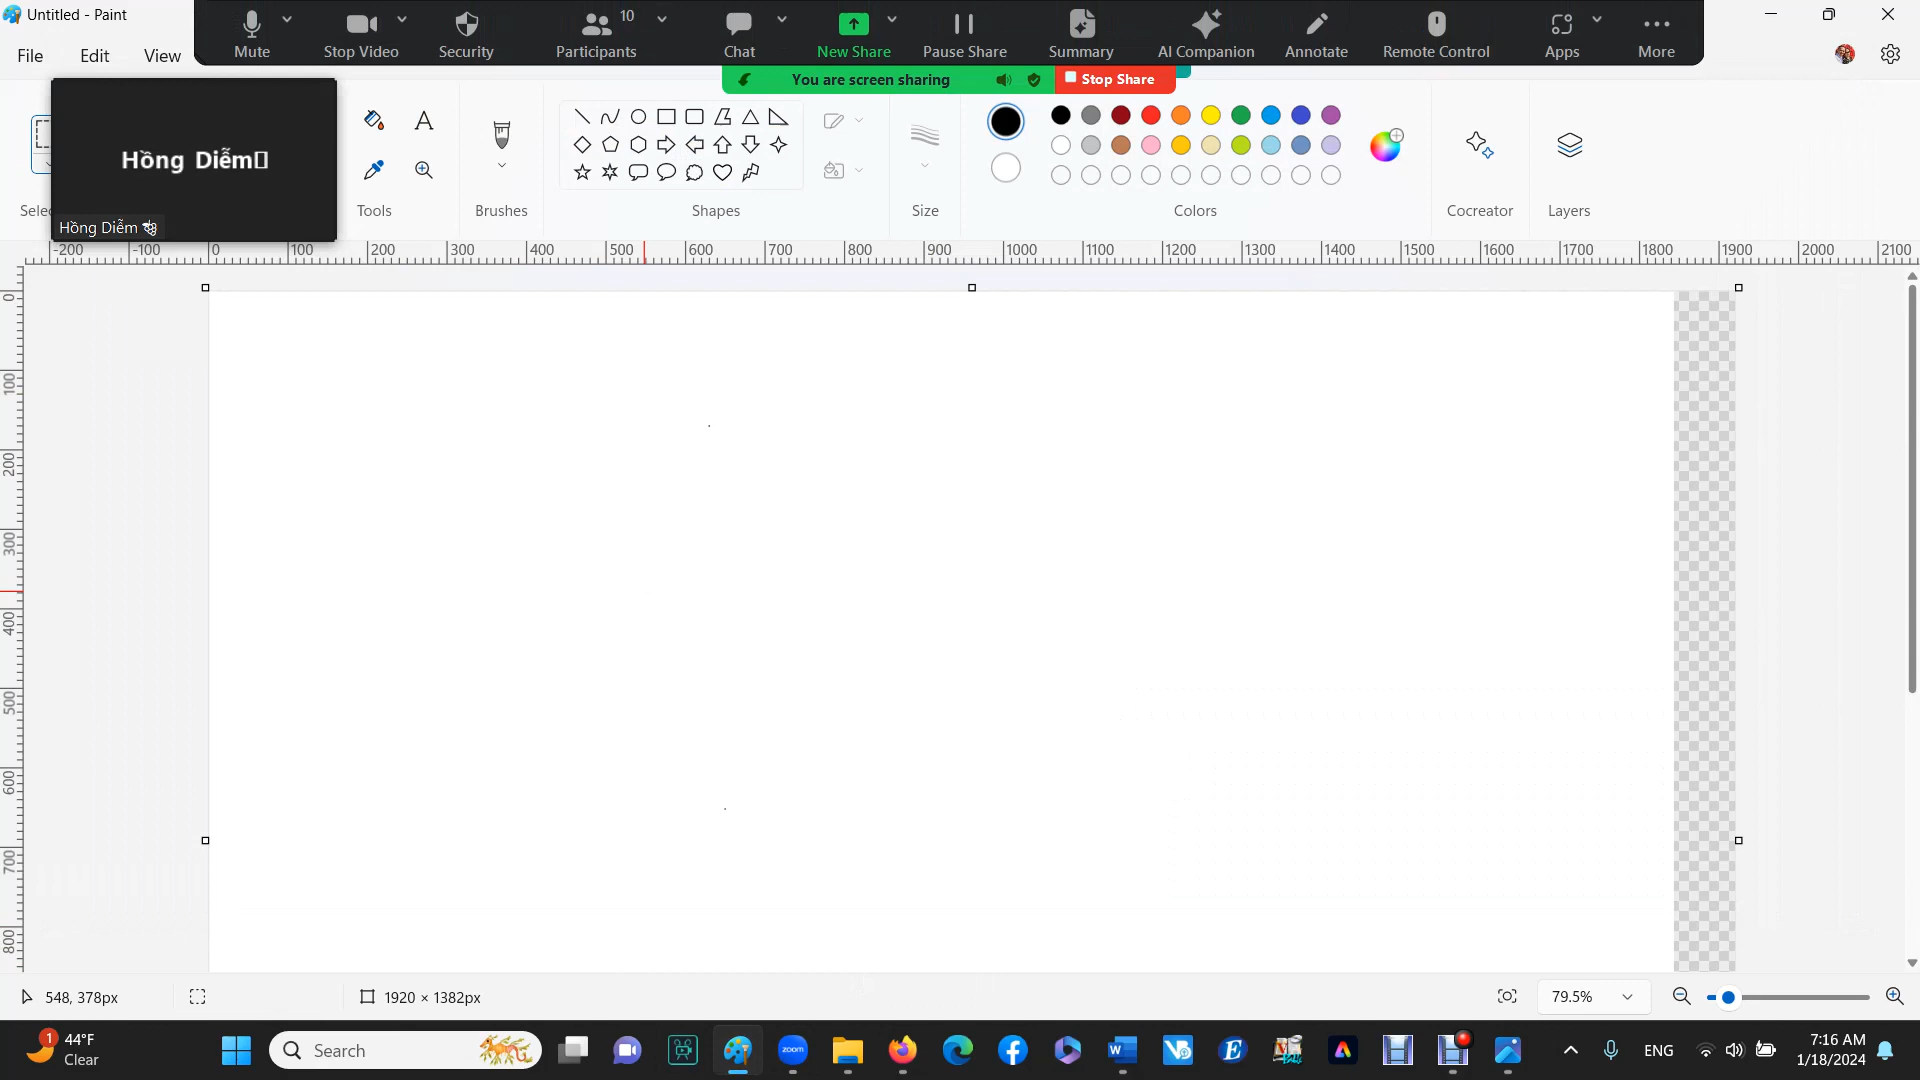 Untitled - Paint
File
Edit
View
Mute
Stop Video
Security
Participants
10
Chat
New Share
Pause Share
Summary
AI Companion
Annotate
Remote Control
Apps
More
You are screen sharing
Stop Share
Hồng Diễm
Hồng Diễm
Tools
Brushes
Shapes
Size
Colors
Cocreator
Layers
-200 -100 0 100 200 300 400 500 600 700 800 900 1000 1100 1200 1300 1400 1500 1600 1700 1800 1900 2000 2100
0
100
200
300
400
500
600
700
800
548, 378px
1920 × 1382px
79.5%
1
44°F
Clear
Search
zoom
ENG
7:16 AM
1/18/2024